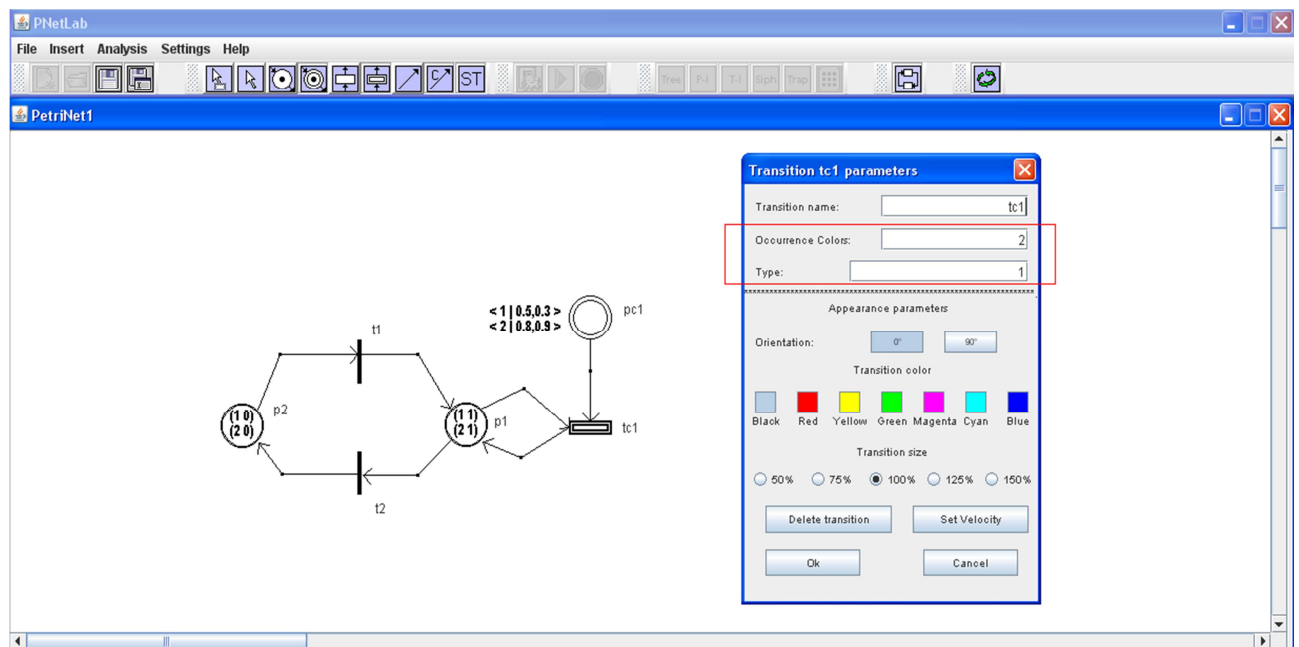 PNetLab
File Insert Analysis Settings Help
ST Tree P-I T-I Siph Trap
PetriNet1
Transition tc1 parameters
Transition name: tc1
Occurrence Colors: 2
Type: 1
Appearance parameters
Orientation: 0° 90°
Transition color
Black Red Yellow Green Magenta Cyan Blue
Transition size
50% 75% 100% 125% 150%
Delete transition Set Velocity
Ok Cancel
< 1 | 0.5,0.3 >
< 2 | 0.8,0.9 >
pc1
t1
(1 0)
(2 0)
p2
(1 1)
(2 1)
p1
tc1
t2